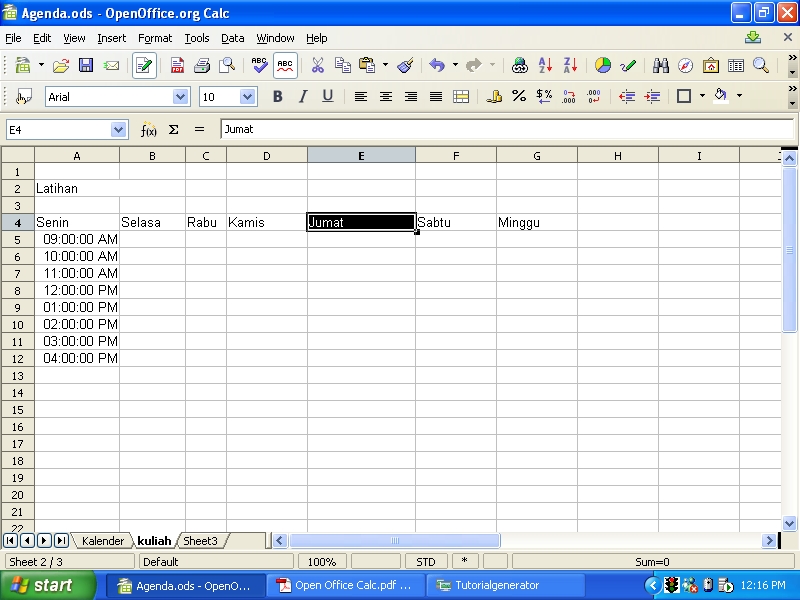 Agenda.ods - OpenOffice.org Calc
File Edit View Insert Format Tools Data Window Help
ABC ABC
Arial 10 B I U
E4 f(x) Σ = Jumat
A B C D E F G H I
1
2 Latihan
3
4 Senin Selasa Rabu Kamis Jumat Sabtu Minggu
5 09:00:00 AM
6 10:00:00 AM
7 11:00:00 AM
8 12:00:00 PM
9 01:00:00 PM
10 02:00:00 PM
11 03:00:00 PM
12 04:00:00 PM
13
14
15
16
17
18
19
20
21
22
Kalender kuliah Sheet3
Sheet 2 / 3 Default 100% STD * Sum=0
start Agenda.ods - OpenO... Open Office Calc.pdf ... Tutorialgenerator 12:16 PM